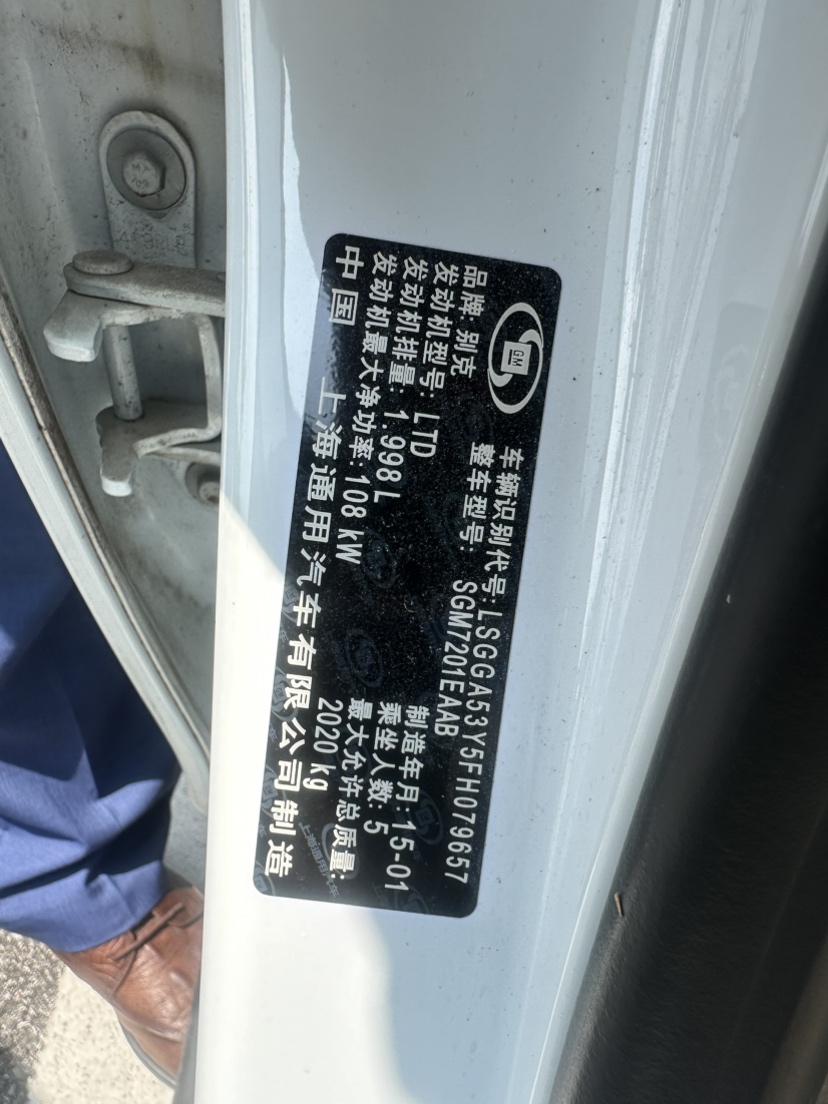 GM
车辆识别代号: LSGGA53Y5FH079657
整车型号: SGM7201EAAB
品牌: 别克
发动机型号: LTD
制造年月: 15-01
发动机排量: 1.998 L
乘坐人数: 5
发动机最大净功率: 108 kW
最大允许总质量: 2020 kg
中国 上海通用汽车有限公司制造